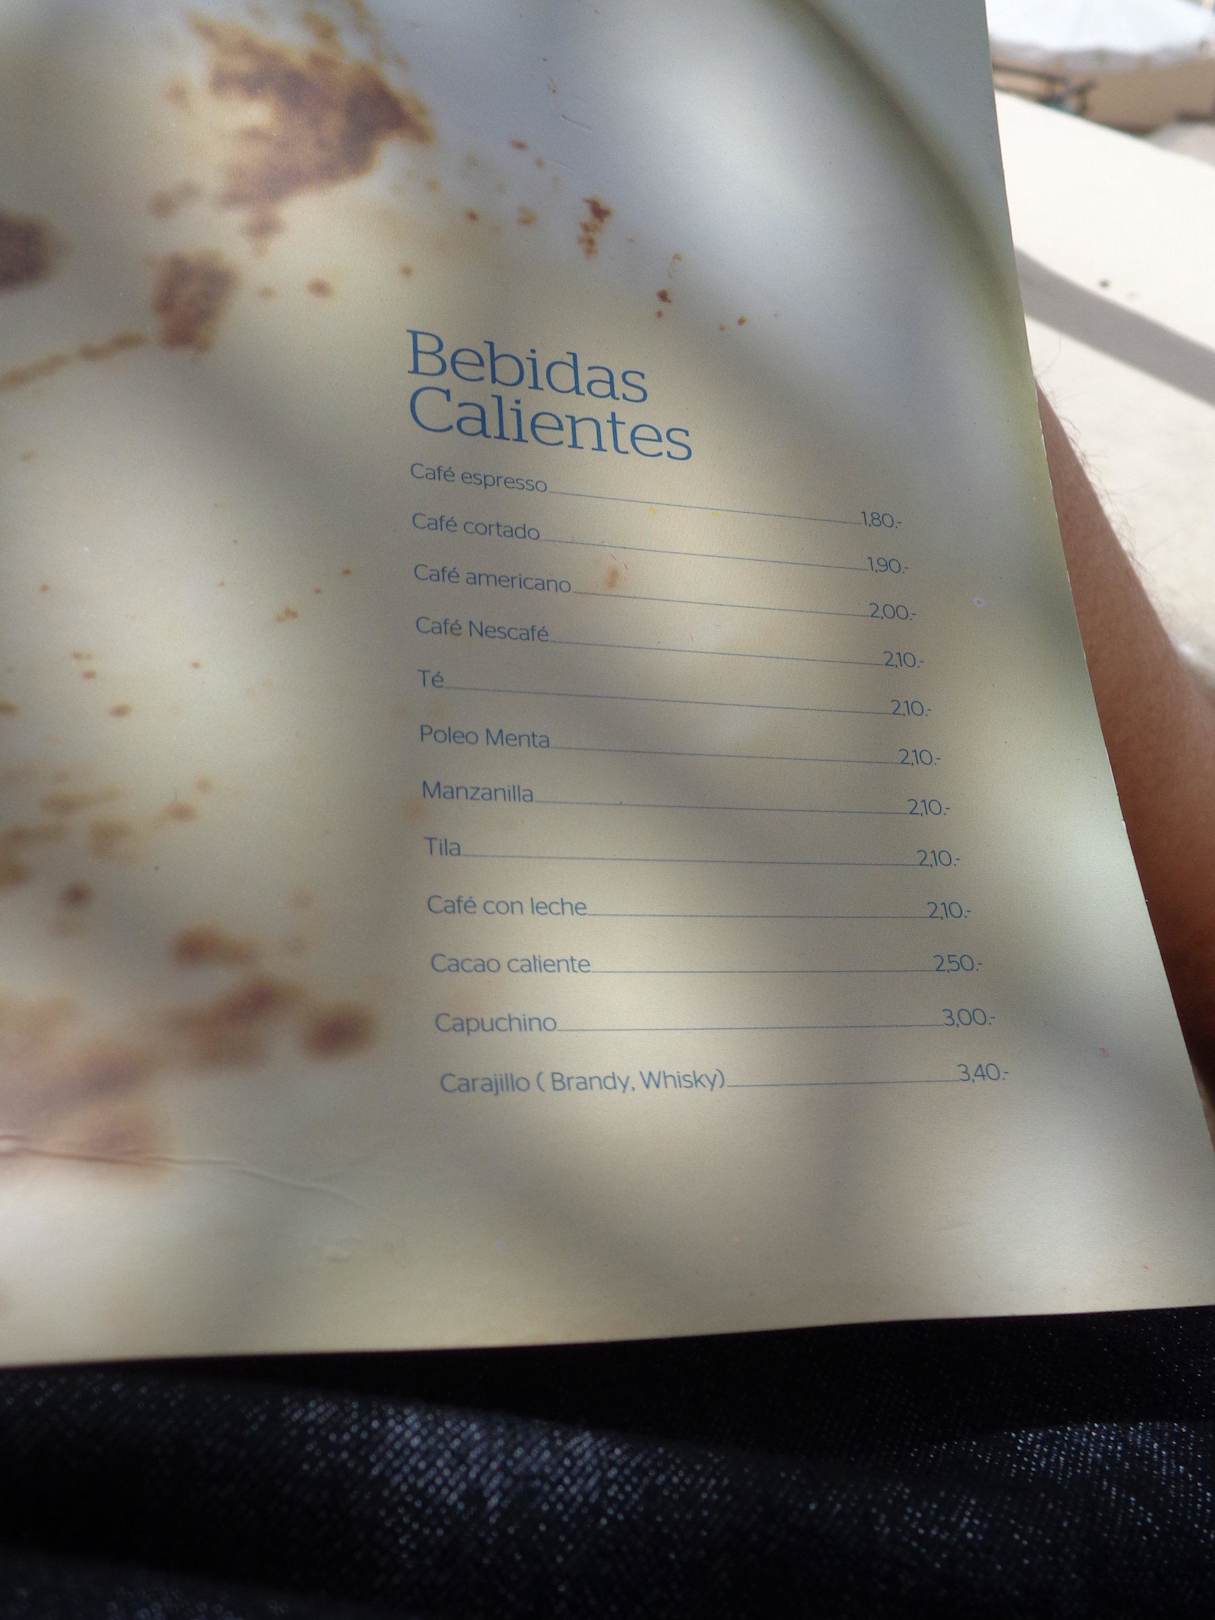 Bebidas
Calientes
Café espresso 1,80.-
Café cortado 1,90.-
Café americano 2,00.-
Café Nescafé 2,10.-
Té 2,10.-
Poleo Menta 2,10.-
Manzanilla 2,10.-
Tila 2,10.-
Café con leche 2,10.-
Cacao caliente 2,50.-
Capuchino 3,00.-
Carajillo ( Brandy, Whisky) 3,40.-